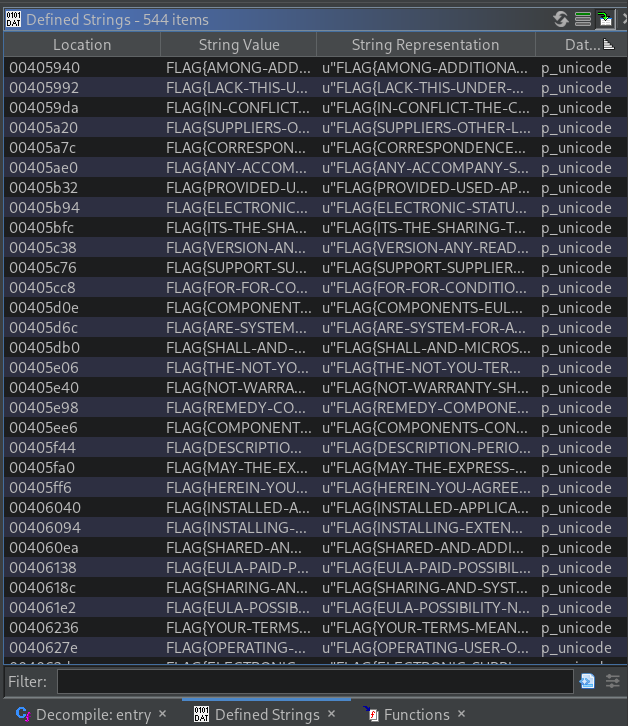 0101 DAT Defined Strings - 544 items
Location String Value String Representation Dat...
00405940 FLAG{AMONG-ADD... u"FLAG{AMONG-ADDITIONA... p_unicode
00405992 FLAG{LACK-THIS-U... u"FLAG{LACK-THIS-UNDER-... p_unicode
004059da FLAG{IN-CONFLICT... u"FLAG{IN-CONFLICT-THE-C... p_unicode
00405a20 FLAG{SUPPLIERS-O... u"FLAG{SUPPLIERS-OTHER-L... p_unicode
00405a7c FLAG{CORRESPON... u"FLAG{CORRESPONDENCE... p_unicode
00405ae0 FLAG{ANY-ACCOM... u"FLAG{ANY-ACCOMPANY-S... p_unicode
00405b32 FLAG{PROVIDED-U... u"FLAG{PROVIDED-USED-AP... p_unicode
00405b94 FLAG{ELECTRONIC... u"FLAG{ELECTRONIC-STATU... p_unicode
00405bfc FLAG{ITS-THE-SHA... u"FLAG{ITS-THE-SHARING-T... p_unicode
00405c38 FLAG{VERSION-AN... u"FLAG{VERSION-ANY-READ... p_unicode
00405c76 FLAG{SUPPORT-SU... u"FLAG{SUPPORT-SUPPLIER... p_unicode
00405cc8 FLAG{FOR-FOR-CO... u"FLAG{FOR-FOR-CONDITIO... p_unicode
00405d0e FLAG{COMPONENT... u"FLAG{COMPONENTS-EUL... p_unicode
00405d6c FLAG{ARE-SYSTEM... u"FLAG{ARE-SYSTEM-FOR-A... p_unicode
00405db0 FLAG{SHALL-AND-... u"FLAG{SHALL-AND-MICROS... p_unicode
00405e06 FLAG{THE-NOT-YO... u"FLAG{THE-NOT-YOU-TER... p_unicode
00405e40 FLAG{NOT-WARRA... u"FLAG{NOT-WARRANTY-SH... p_unicode
00405e98 FLAG{REMEDY-CO... u"FLAG{REMEDY-COMPONE... p_unicode
00405ee6 FLAG{COMPONENT... u"FLAG{COMPONENTS-CON... p_unicode
00405f44 FLAG{DESCRIPTIO... u"FLAG{DESCRIPTION-PERIO... p_unicode
00405fa0 FLAG{MAY-THE-EX... u"FLAG{MAY-THE-EXPRESS-... p_unicode
00405ff6 FLAG{HEREIN-YOU... u"FLAG{HEREIN-YOU-AGREE... p_unicode
00406040 FLAG{INSTALLED-A... u"FLAG{INSTALLED-APPLICA... p_unicode
00406094 FLAG{INSTALLING-... u"FLAG{INSTALLING-EXTEN... p_unicode
004060ea FLAG{SHARED-AN... u"FLAG{SHARED-AND-ADDI... p_unicode
00406138 FLAG{EULA-PAID-P... u"FLAG{EULA-PAID-POSSIBIL... p_unicode
0040618c FLAG{SHARING-AN... u"FLAG{SHARING-AND-SYST... p_unicode
004061e2 FLAG{EULA-POSSIB... u"FLAG{EULA-POSSIBILITY-N... p_unicode
00406236 FLAG{YOUR-TERMS... u"FLAG{YOUR-TERMS-MEAN... p_unicode
0040627e FLAG{OPERATING-... u"FLAG{OPERATING-USER-O... p_unicode
Filter:
Decompile: entry × 0101 DAT Defined Strings × Functions ×